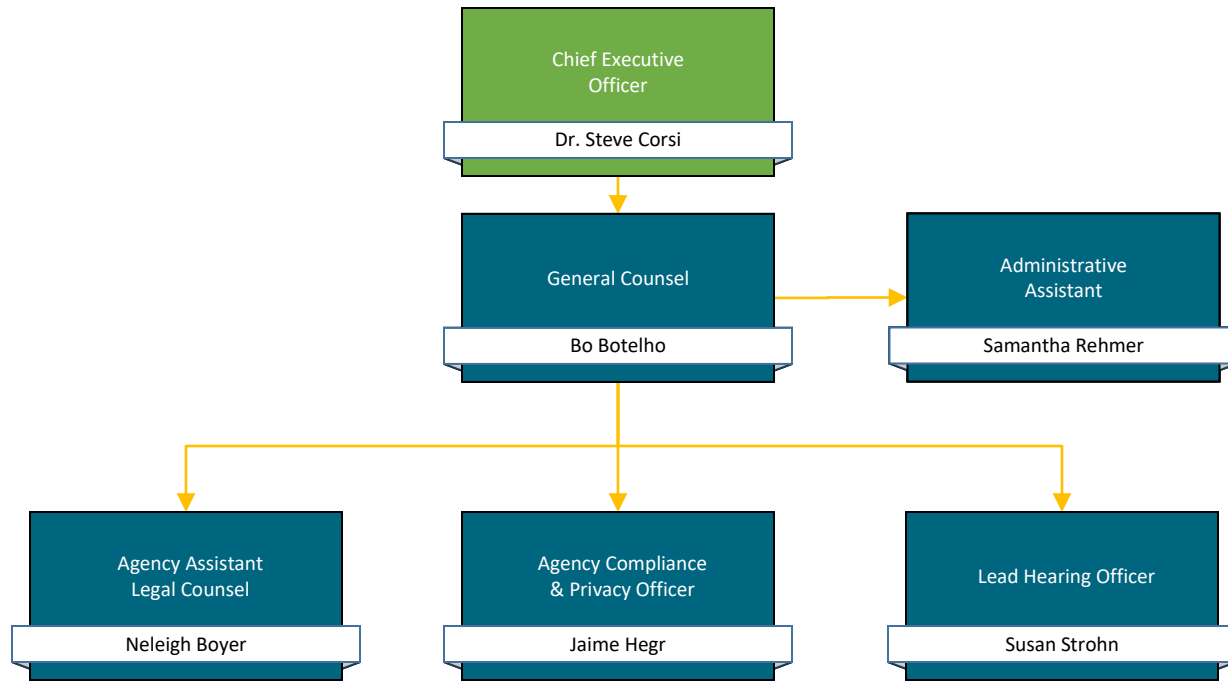 Chief Executive
Officer
Dr. Steve Corsi
General Counsel
Bo Botelho
Administrative
Assistant
Samantha Rehmer
Agency Assistant
Legal Counsel
Neleigh Boyer
Agency Compliance
& Privacy Officer
Jaime Hegr
Lead Hearing Officer
Susan Strohn